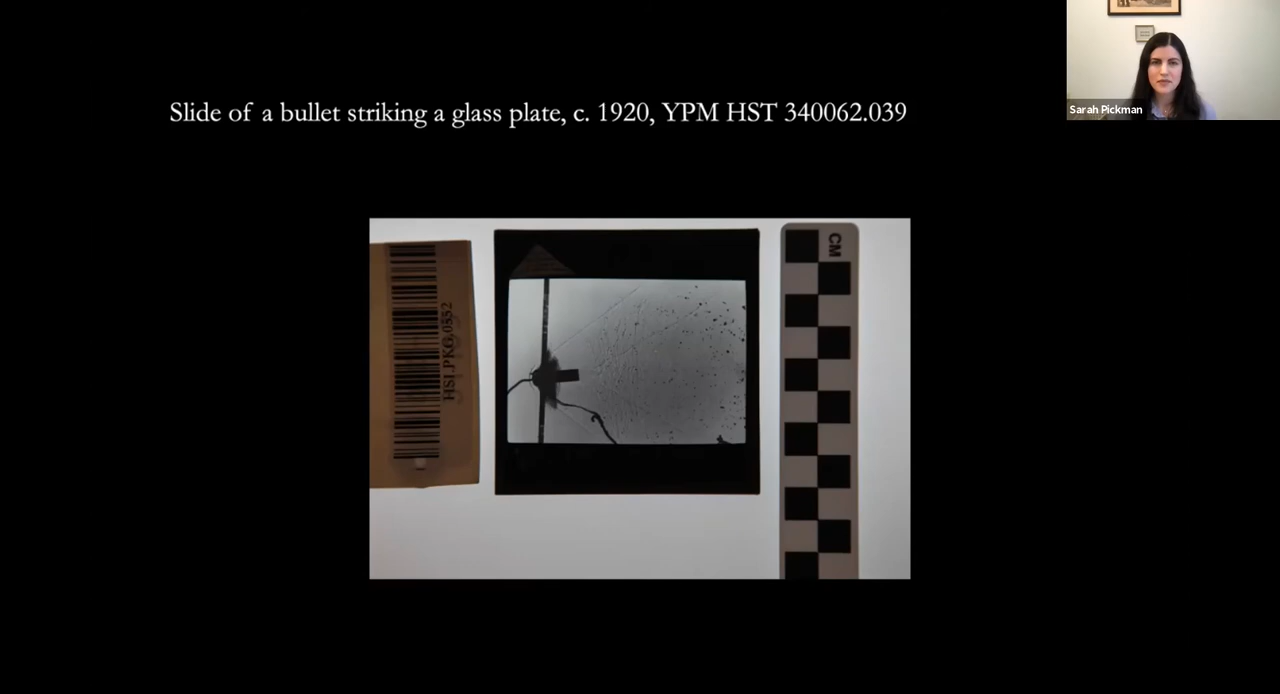 Slide of a bullet striking a glass plate, c. 1920, YPM HST 340062.039
Sarah Pickman
HSI.PKG.0552
CM